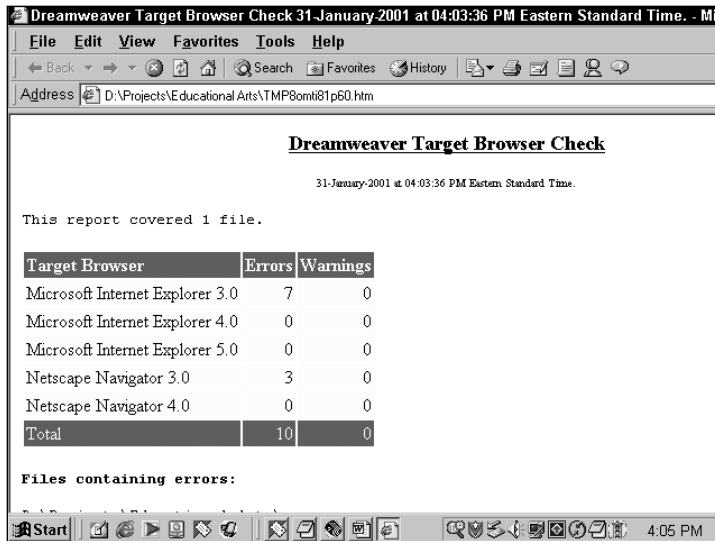 Dreamweaver Target Browser Check 31-January-2001 at 04:03:36 PM Eastern Standard Time. - M
File Edit View Favorites Tools Help
Back Search Favorites History
Address D:\Projects\Educational Arts\TMP8omti81p60.htm
Dreamweaver Target Browser Check
31-January-2001 at 04:03:36 PM Eastern Standard Time.
This report covered 1 file.
Target Browser Errors Warnings
Microsoft Internet Explorer 3.0 7 0
Microsoft Internet Explorer 4.0 0 0
Microsoft Internet Explorer 5.0 0 0
Netscape Navigator 3.0 3 0
Netscape Navigator 4.0 0 0
Total 10 0
Files containing errors:
Start 4:05 PM